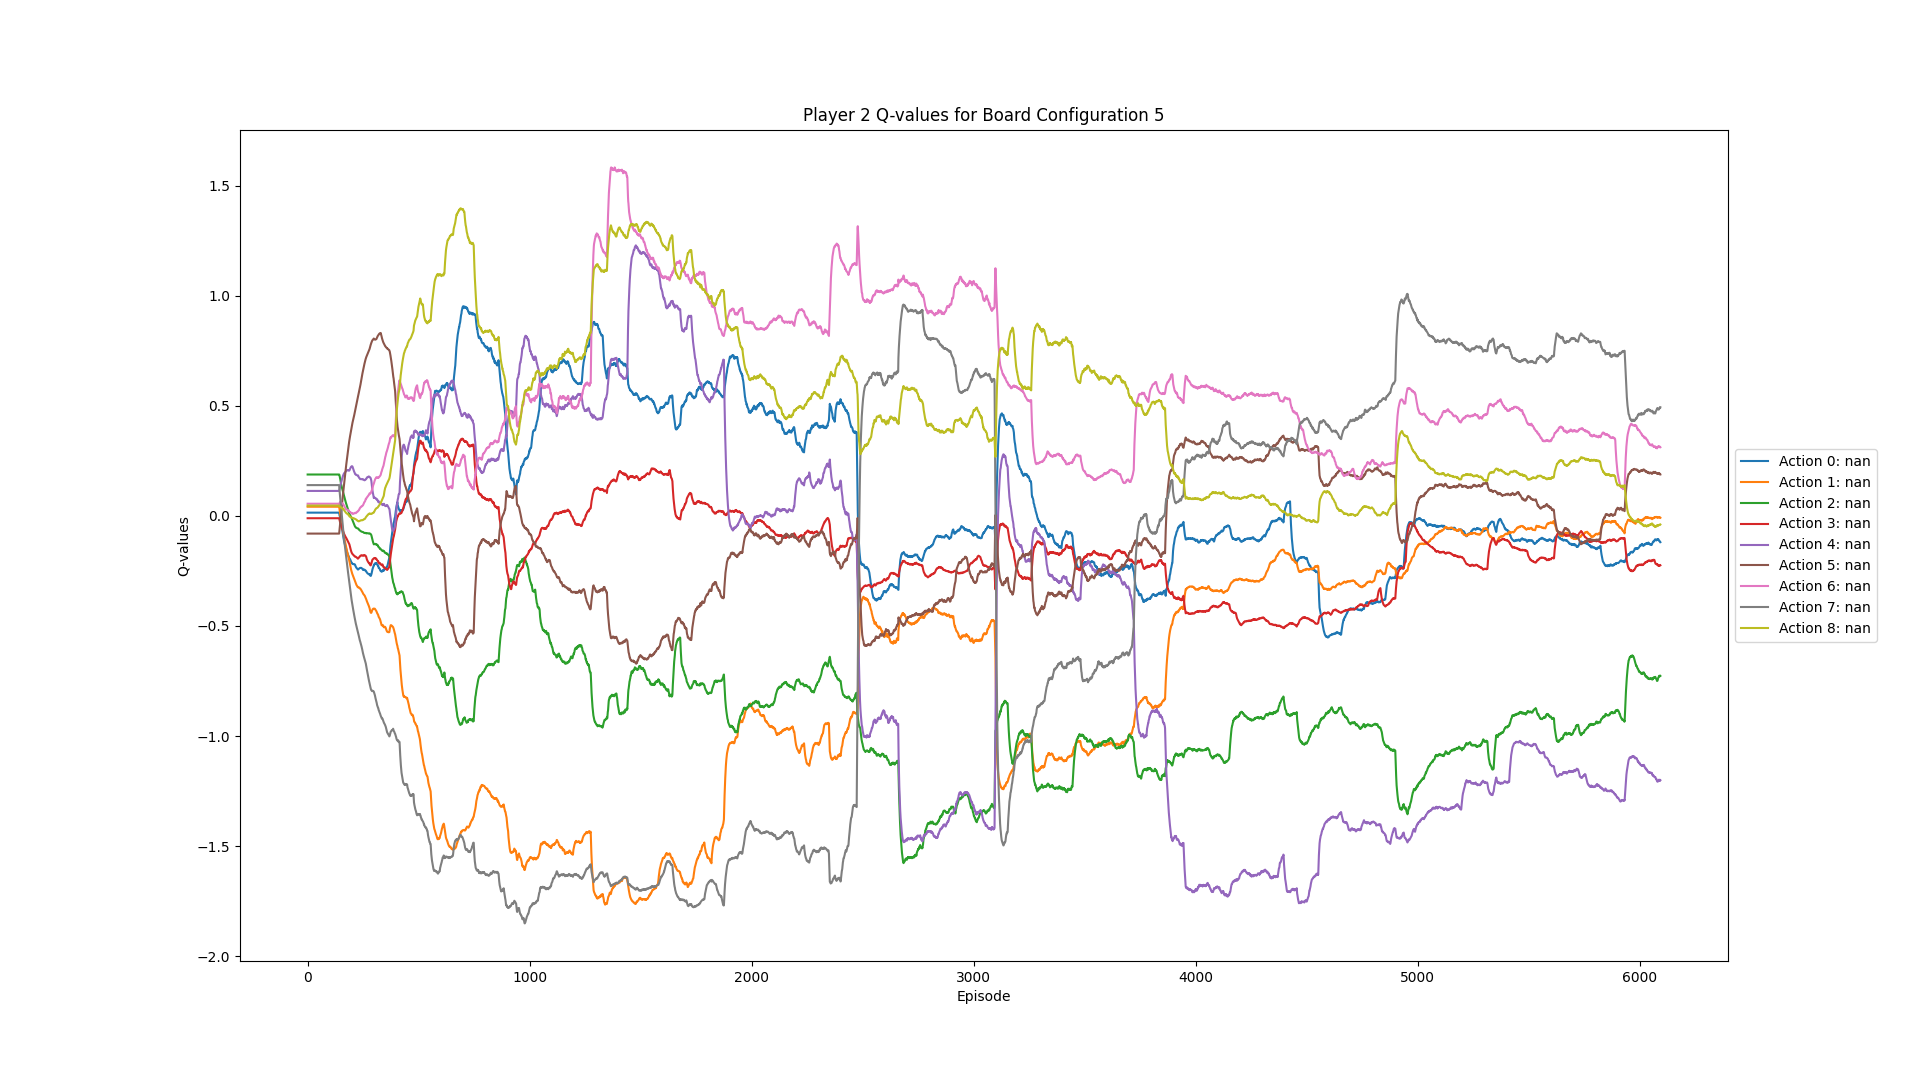 Player 2 Q-values for Board Configuration 5
1.5
1.0
0.5
0.0
−0.5
−1.0
−1.5
−2.0
Q-values
0 1000 2000 3000 4000 5000 6000
Episode
Action 0: nan
Action 1: nan
Action 2: nan
Action 3: nan
Action 4: nan
Action 5: nan
Action 6: nan
Action 7: nan
Action 8: nan